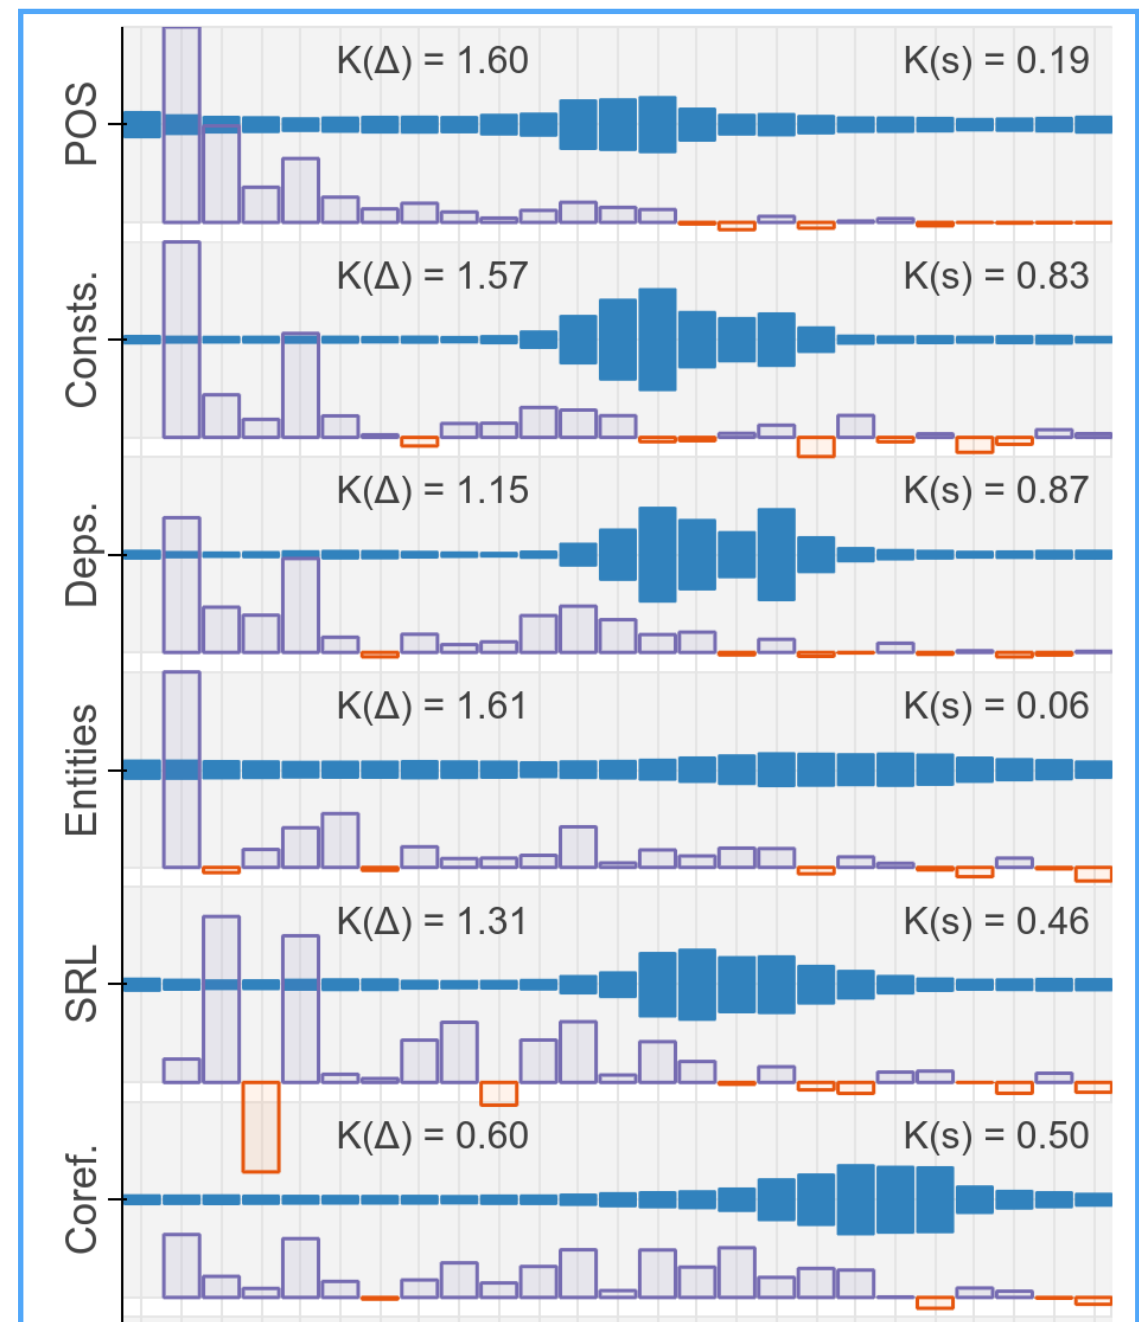 POS K(Δ) = 1.60 K(s) = 0.19
Consts. K(Δ) = 1.57 K(s) = 0.83
Deps. K(Δ) = 1.15 K(s) = 0.87
Entities K(Δ) = 1.61 K(s) = 0.06
SRL K(Δ) = 1.31 K(s) = 0.46
Coref. K(Δ) = 0.60 K(s) = 0.50